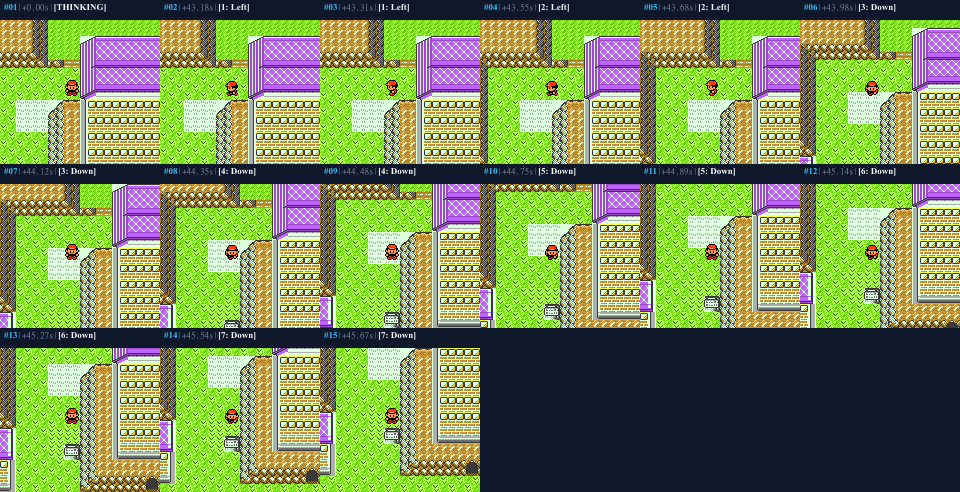 #01|+0.00s|[THINKING]
#02|+43.18s|[1: Left]
#03|+43.31s|[1: Left]
#04|+43.55s|[2: Left]
#05|+43.68s|[2: Left]
#06|+43.98s|[3: Down]
#07|+44.12s|[3: Down]
#08|+44.35s|[4: Down]
#09|+44.48s|[4: Down]
#10|+44.75s|[5: Down]
#11|+44.89s|[5: Down]
#12|+45.14s|[6: Down]
#13|+45.27s|[6: Down]
#14|+45.54s|[7: Down]
#15|+45.67s|[7: Down]